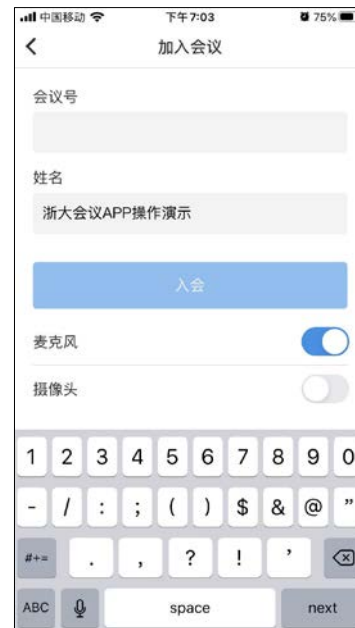 中国移动 下午7:03 75%
加入会议
会议号
姓名
浙大会议APP操作演示
入会
麦克风
摄像头
1 2 3 4 5 6 7 8 9 0
- / : ; ( ) $ & @ ”
#+= . , ? ! ’
ABC space next